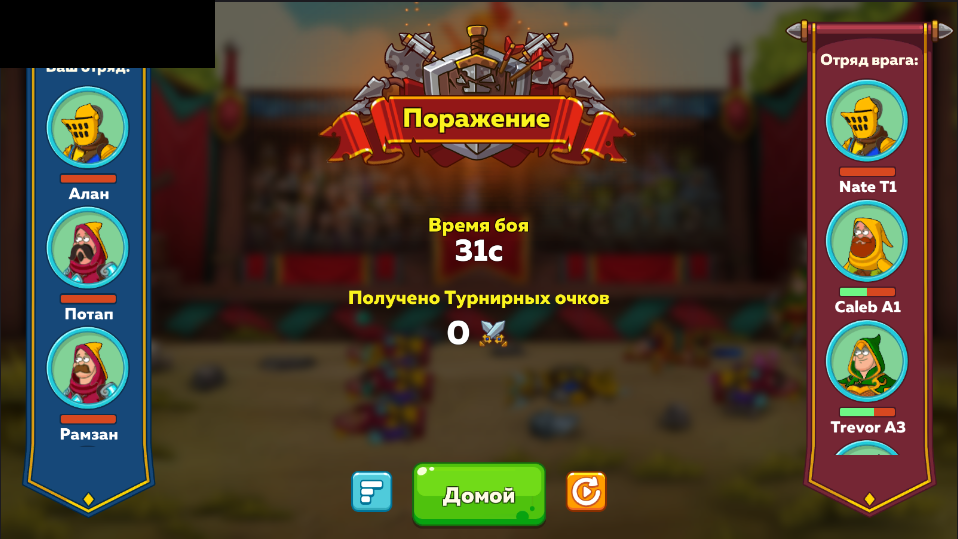 Ваш отряд:
Отряд врага:
Поражение
Алан
Nate T1
Время боя
31с
Потап
Caleb A1
Получено Турнирных очков
0
Рамзан
Trevor A3
Домой